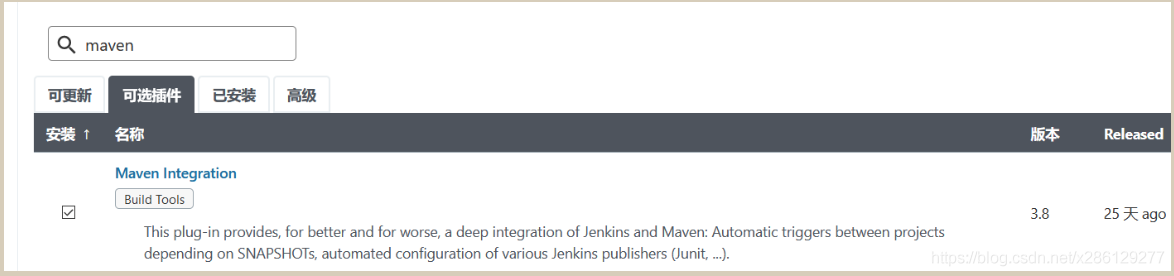 maven
可更新 可选插件 已安装 高级
安装 ↑ 名称 版本 Released
Maven Integration
Build Tools
3.8 25 天 ago
This plug-in provides, for better and for worse, a deep integration of Jenkins and Maven: Automatic triggers between projects
depending on SNAPSHOTs, automated configuration of various Jenkins publishers (Junit, ...).
https://blog.csdn.net/x286129277